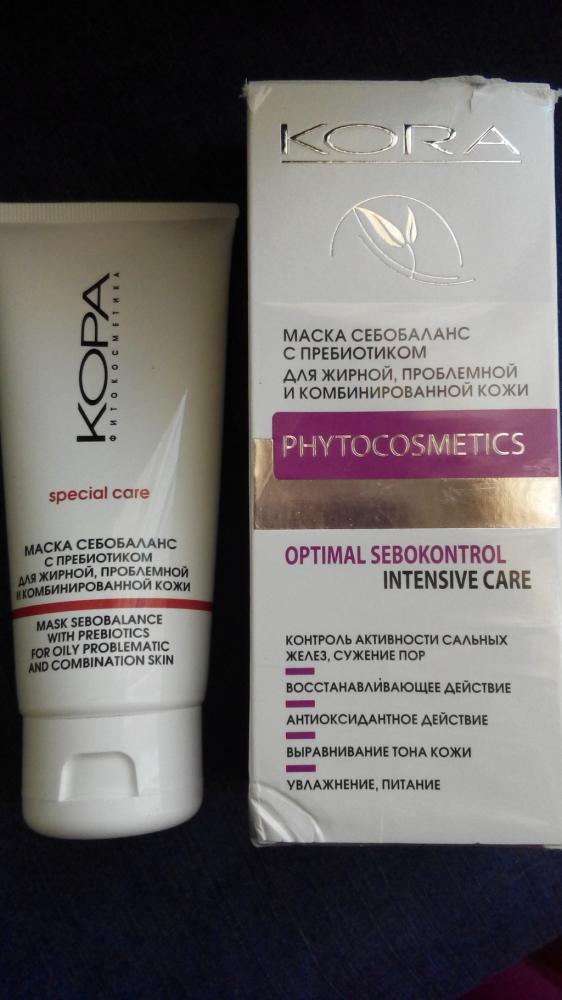 КОРА
ФИТОКОСМЕТИКА
special care
МАСКА СЕБОБАЛАНС
С ПРЕБИОТИКОМ
ДЛЯ ЖИРНОЙ, ПРОБЛЕМНОЙ
И КОМБИНИРОВАННОЙ КОЖИ
MASK SEBOBALANCE
WITH PREBIOTICS
FOR OILY PROBLEMATIC
AND COMBINATION SKIN
KORA
МАСКА СЕБОБАЛАНС
С ПРЕБИОТИКОМ
ДЛЯ ЖИРНОЙ, ПРОБЛЕМНОЙ
И КОМБИНИРОВАННОЙ КОЖИ
PHYTOCOSMETICS
OPTIMAL SEBOKONTROL
INTENSIVE CARE
КОНТРОЛЬ АКТИВНОСТИ САЛЬНЫХ
ЖЕЛЕЗ, СУЖЕНИЕ ПОР
ВОССТАНАВЛИВАЮЩЕЕ ДЕЙСТВИЕ
АНТИОКСИДАНТНОЕ ДЕЙСТВИЕ
ВЫРАВНИВАНИЕ ТОНА КОЖИ
УВЛАЖНЕНИЕ, ПИТАНИЕ